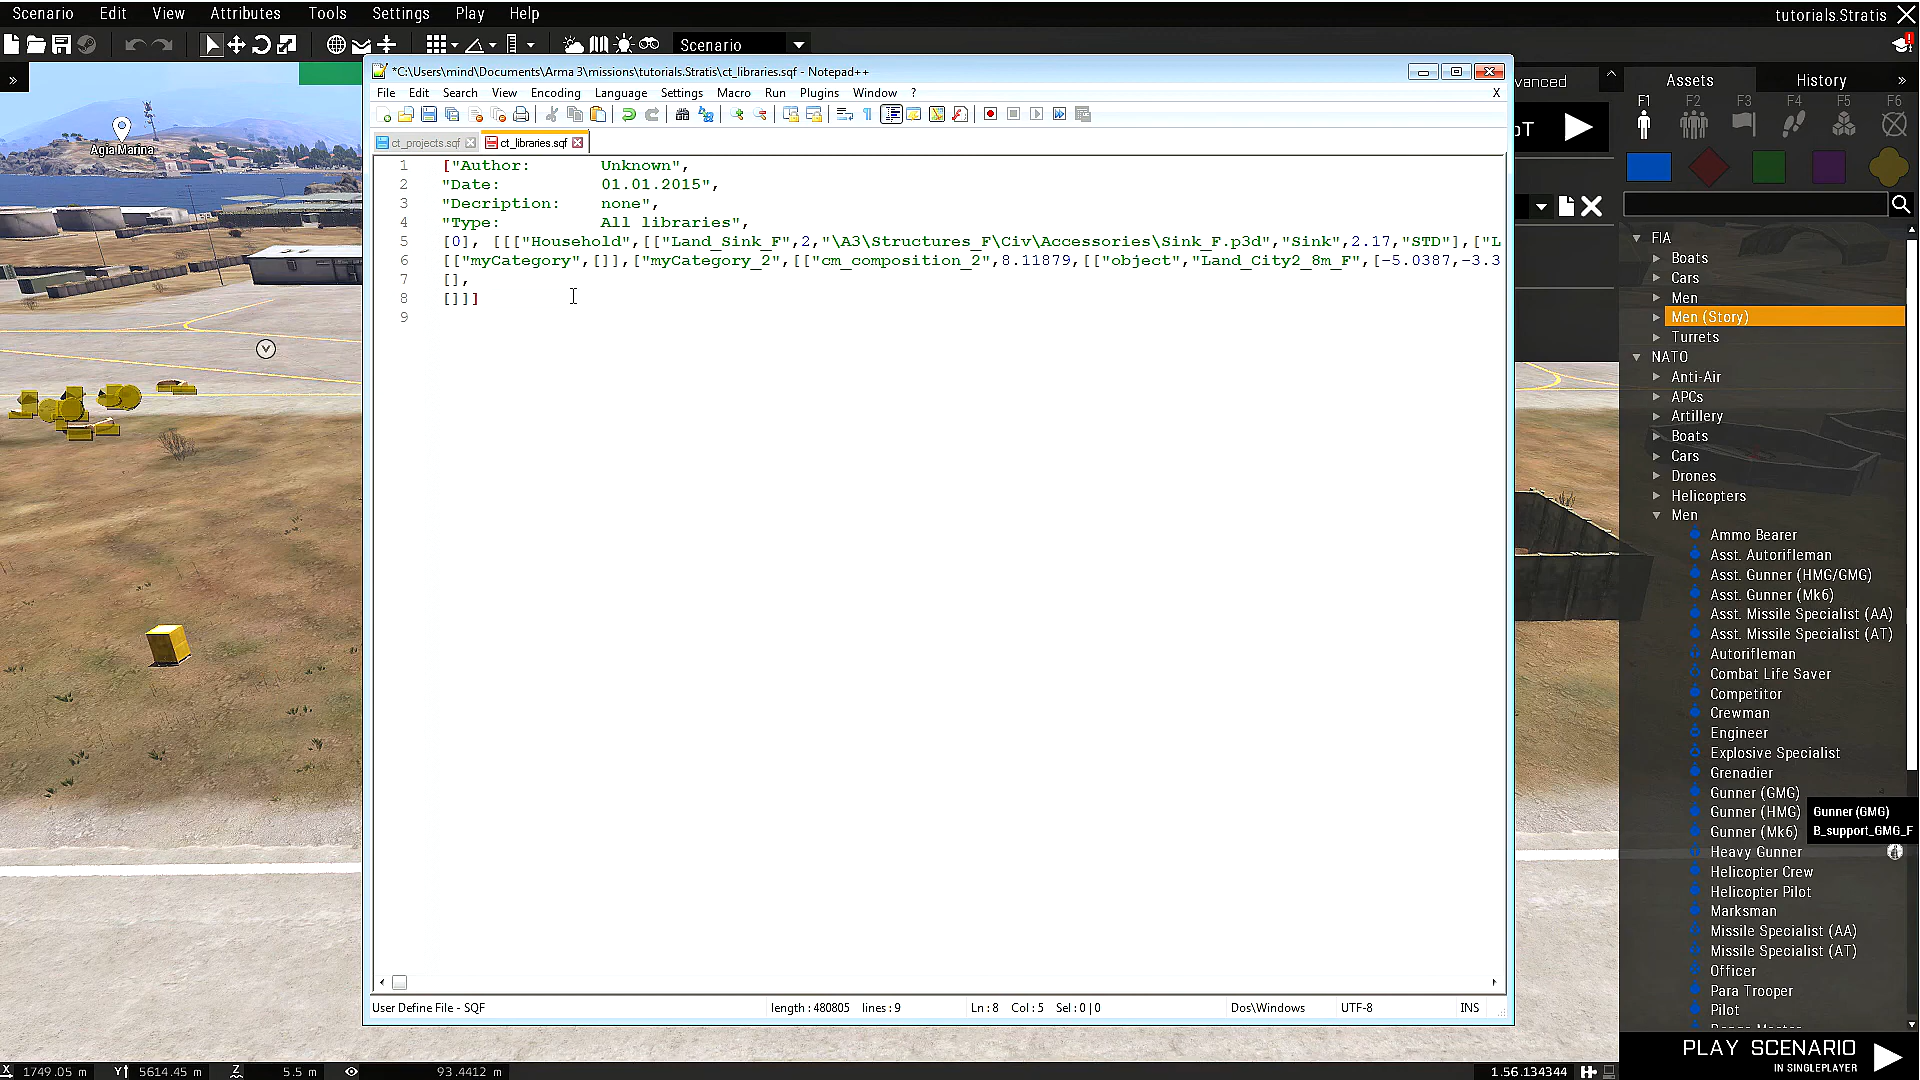 Scenario Edit View Attributes Tools Settings Play Help
tutorials.Stratis
Scenario
Agia Marina
*C:\Users\mind\Documents\Arma 3\missions\tutorials.Stratis\ct_libraries.sqf - Notepad++
File Edit Search View Encoding Language Settings Macro Run Plugins Window ? X
ct_projects.sqf ct_libraries.sqf
1 ["Author: Unknown",
2 "Date: 01.01.2015",
3 "Decription: none",
4 "Type: All libraries",
5 [0], [[["Household",[["Land_Sink_F",2,"\A3\Structures_F\Civ\Accessories\Sink_F.p3d","Sink",2.17,"STD"],["L
6 [["myCategory",[]],["myCategory_2",[["cm_composition_2",8.11879,[["object","Land_City2_8m_F",[-5.0387,-3.3
7 [],
8 []]]
9
User Define File - SQF length : 480805 lines : 9 Ln : 8 Col : 5 Sel : 0 | 0 Dos\Windows UTF-8 INS
vanced
oT
Assets History
F1 F2 F3 F4 F5 F6
FIA
Boats
Cars
Men
Men (Story)
Turrets
NATO
Anti-Air
APCs
Artillery
Boats
Cars
Drones
Helicopters
Men
Ammo Bearer
Asst. Autorifleman
Asst. Gunner (HMG/GMG)
Asst. Gunner (Mk6)
Asst. Missile Specialist (AA)
Asst. Missile Specialist (AT)
Autorifleman
Combat Life Saver
Competitor
Crewman
Engineer
Explosive Specialist
Grenadier
Gunner (GMG)
Gunner (HMG)
Gunner (Mk6)
Gunner (GMG)
B_support_GMG_F
Heavy Gunner
Helicopter Crew
Helicopter Pilot
Marksman
Missile Specialist (AA)
Missile Specialist (AT)
Officer
Para Trooper
Pilot
PLAY SCENARIO
IN SINGLEPLAYER
X 1749.05 m Y 5614.45 m Z 5.5 m 93.4412 m
1.56.134344